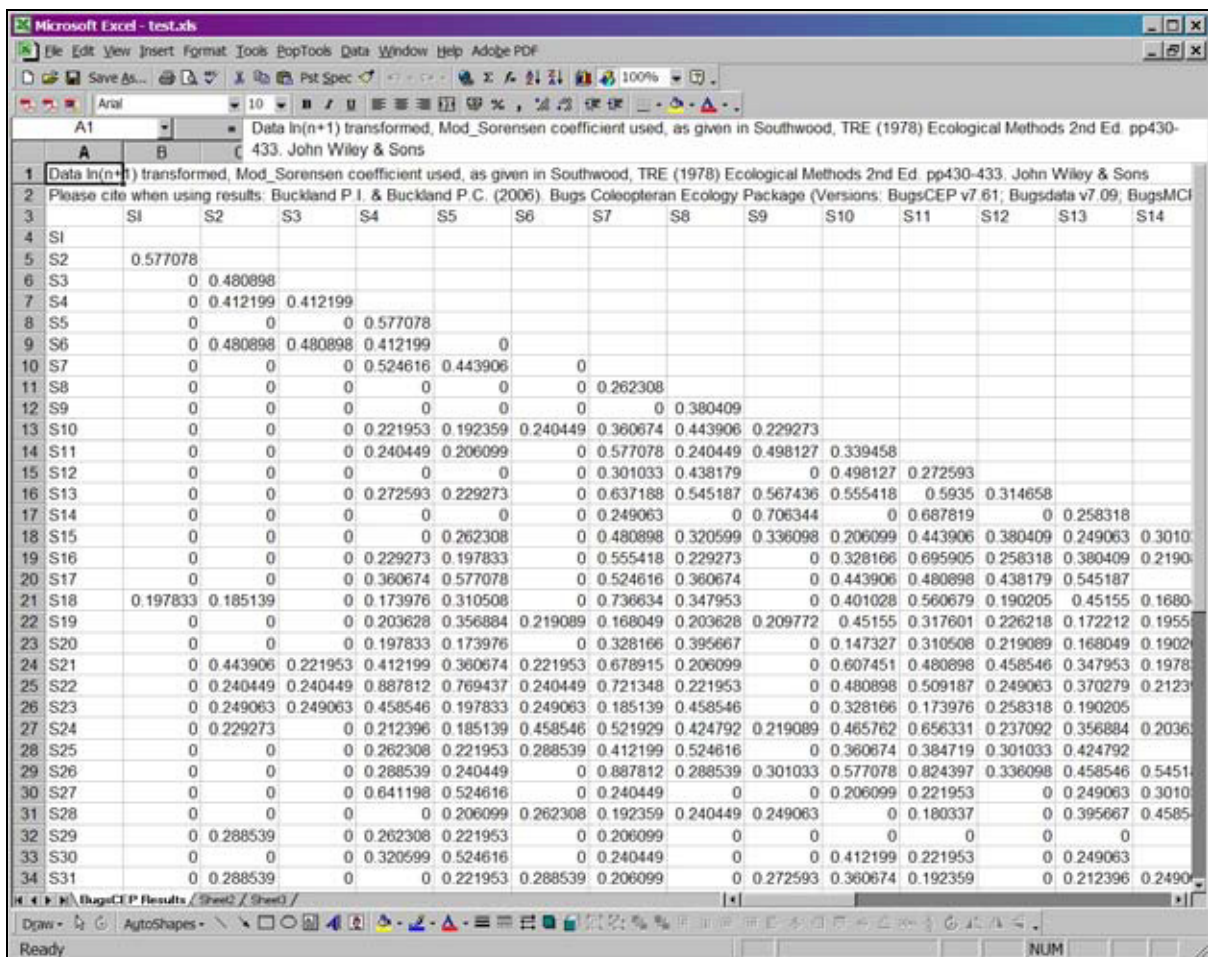 Microsoft Excel - test.xls
File Edit View Insert Format Tools PopTools Data Window Help Adobe PDF
Save As... Pst Spec 100%
Arial 10 B I U
A1 = Data ln(n+1) transformed, Mod_Sorensen coefficient used, as given in Southwood, TRE (1978) Ecological Methods 2nd Ed. pp430-
433. John Wiley & Sons
A B C
1 Data ln(n+1) transformed, Mod_Sorensen coefficient used, as given in Southwood, TRE (1978) Ecological Methods 2nd Ed. pp430-433. John Wiley & Sons
2 Please cite when using results: Buckland P.I. & Buckland P.C. (2006). Bugs Coleopteran Ecology Package (Versions: BugsCEP v7.61; Bugsdata v7.09; BugsMCR
3 SI S2 S3 S4 S5 S6 S7 S8 S9 S10 S11 S12 S13 S14
4 SI
5 S2 0.577078
6 S3 0 0.480898
7 S4 0 0.412199 0.412199
8 S5 0 0 0 0.577078
9 S6 0 0.480898 0.480898 0.412199 0
10 S7 0 0 0 0.524616 0.443906 0
11 S8 0 0 0 0 0 0 0.262308
12 S9 0 0 0 0 0 0 0 0.380409
13 S10 0 0 0 0.221953 0.192359 0.240449 0.360674 0.443906 0.229273
14 S11 0 0 0 0.240449 0.206099 0 0.577078 0.240449 0.498127 0.339458
15 S12 0 0 0 0 0 0 0.301033 0.438179 0 0.498127 0.272593
16 S13 0 0 0 0.272593 0.229273 0 0.637188 0.545187 0.567436 0.555418 0.5935 0.314658
17 S14 0 0 0 0 0 0 0.249063 0 0.706344 0 0.687819 0 0.258318
18 S15 0 0 0 0 0.262308 0 0.480898 0.320599 0.336098 0.206099 0.443906 0.380409 0.249063 0.3010
19 S16 0 0 0 0.229273 0.197833 0 0.555418 0.229273 0 0.328166 0.695905 0.258318 0.380409 0.2190
20 S17 0 0 0 0.360674 0.577078 0 0.524616 0.360674 0 0.443906 0.480898 0.438179 0.545187
21 S18 0.197833 0.185139 0 0.173976 0.310508 0 0.736634 0.347953 0 0.401028 0.560679 0.190205 0.45155 0.1680
22 S19 0 0 0 0.203628 0.356884 0.219089 0.168049 0.203628 0.209772 0.45155 0.317601 0.226218 0.172212 0.1955
23 S20 0 0 0 0.197833 0.173976 0 0.328166 0.395667 0 0.147327 0.310508 0.219089 0.168049 0.1902
24 S21 0 0.443906 0.221953 0.412199 0.360674 0.221953 0.678915 0.206099 0 0.607451 0.480898 0.458546 0.347953 0.1978
25 S22 0 0.240449 0.240449 0.887812 0.769437 0.240449 0.721348 0.221953 0 0.480898 0.509187 0.249063 0.370279 0.2123
26 S23 0 0.249063 0.249063 0.458546 0.197833 0.249063 0.185139 0.458546 0 0.328166 0.173976 0.258318 0.190205
27 S24 0 0.229273 0 0.212396 0.185139 0.458546 0.521929 0.424792 0.219089 0.465762 0.656331 0.237092 0.356884 0.2036
28 S25 0 0 0 0.262308 0.221953 0.288539 0.412199 0.524616 0 0.360674 0.384719 0.301033 0.424792
29 S26 0 0 0 0.288539 0.240449 0 0.887812 0.288539 0.301033 0.577078 0.824397 0.336098 0.458546 0.5451
30 S27 0 0 0 0.641198 0.524616 0 0.240449 0 0 0.206099 0.221953 0 0.249063 0.3010
31 S28 0 0 0 0 0.206099 0.262308 0.192359 0.240449 0.249063 0 0.180337 0 0.395667 0.4585
32 S29 0 0.288539 0 0.262308 0.221953 0 0.206099 0 0 0 0 0 0
33 S30 0 0 0 0.320599 0.524616 0 0.240449 0 0 0.412199 0.221953 0 0.249063
34 S31 0 0.288539 0 0 0.221953 0.288539 0.206099 0 0.272593 0.360674 0.192359 0 0.212396 0.2490
BugsCEP Results / Sheet2 / Sheet3 /
Draw AutoShapes
Ready NUM